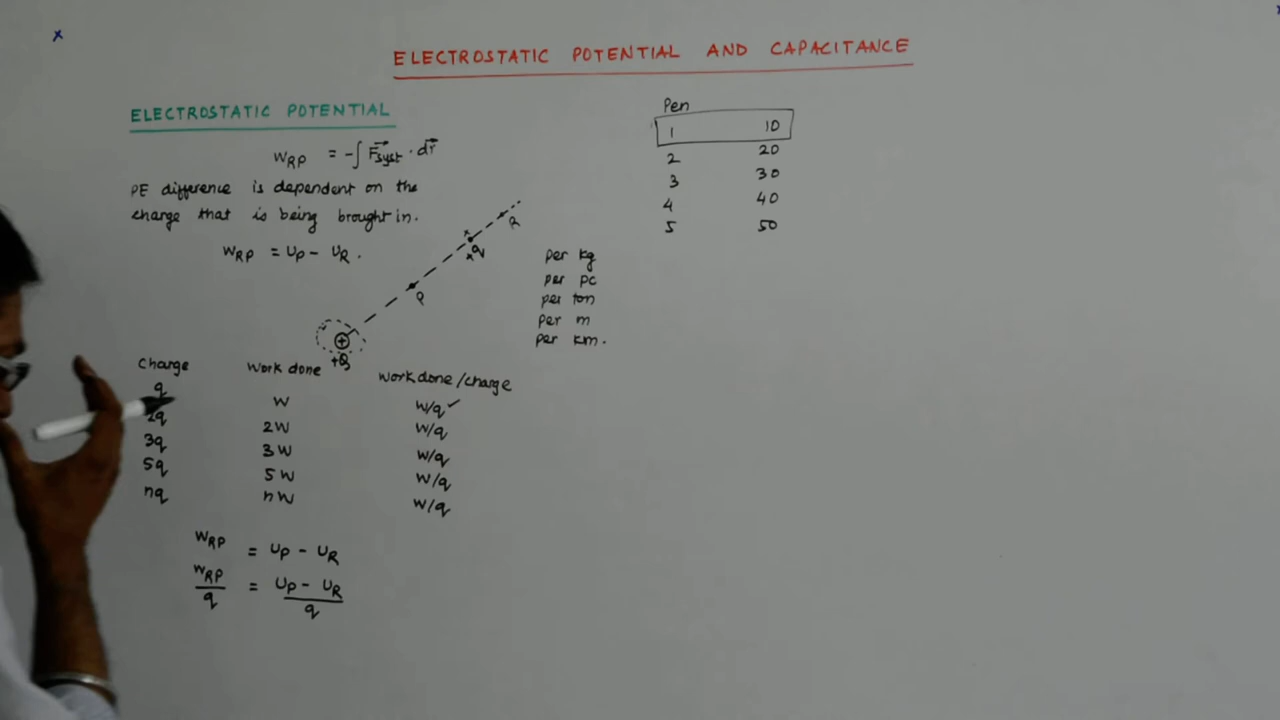 x
ELECTROSTATIC POTENTIAL AND CAPACITANCE
ELECTROSTATIC POTENTIAL
W_RP = -∫ F⃗_syst · dr⃗
PE difference is dependent on the
charge that is being brought in.
W_RP = U_P - U_R .
R
+q
P
+Q
Pen
1 10
2 20
3 30
4 40
5 50
per kg
per pc
per ton
per m
per km.
Charge Work done Work done/charge
q W W/q ✓
2q 2W W/q
3q 3W W/q
5q 5W W/q
nq nW W/q
W_RP = U_P - U_R
W_RP/q = (U_P - U_R)/q